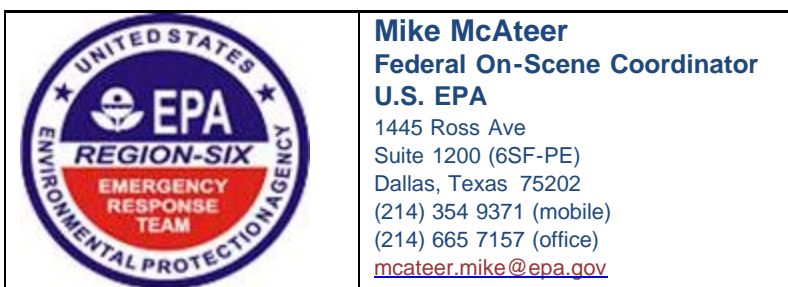 UNITED STATES
ENVIRONMENTAL PROTECTION AGENCY
EPA
REGION-SIX
EMERGENCY
RESPONSE
TEAM
Mike McAteer
Federal On-Scene Coordinator
U.S. EPA
1445 Ross Ave
Suite 1200 (6SF-PE)
Dallas, Texas 75202
(214) 354 9371 (mobile)
(214) 665 7157 (office)
mcateer.mike@epa.gov